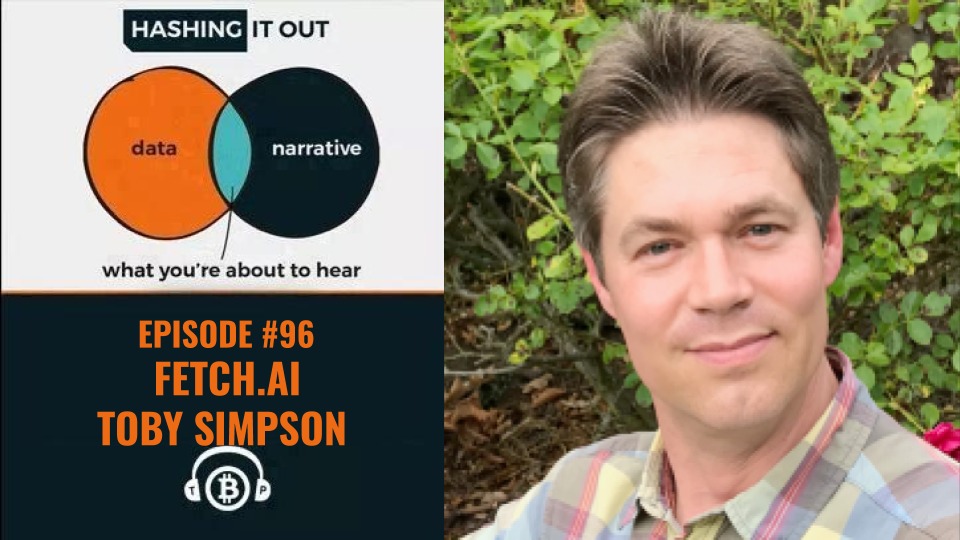 HASHING IT OUT
data
narrative
what you're about to hear
EPISODE #96
FETCH.AI
TOBY SIMPSON
T
₿
P